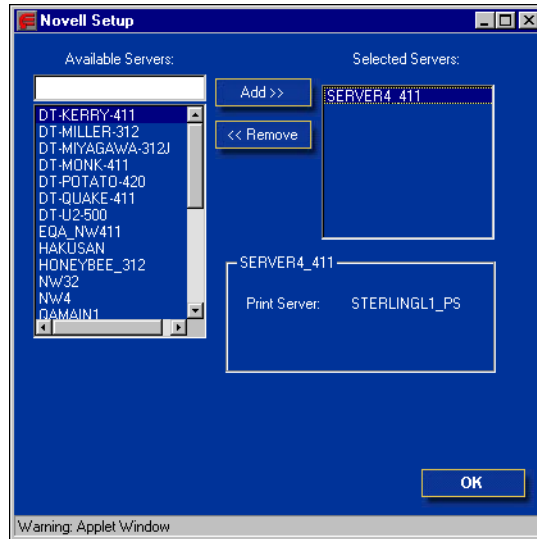 Novell Setup
Available Servers:
Selected Servers:
Add >>
<< Remove
DT-KERRY-411
DT-MILLER-312
DT-MIYAGAWA-312J
DT-MONK-411
DT-POTATO-420
DT-QUAKE-411
DT-U2-500
EQA_NW411
HAKUSAN
HONEYBEE_312
NW32
NW4
QAMAIN1
SERVER4_411
SERVER4_411
Print Server: STERLINGL1_PS
OK
Warning: Applet Window